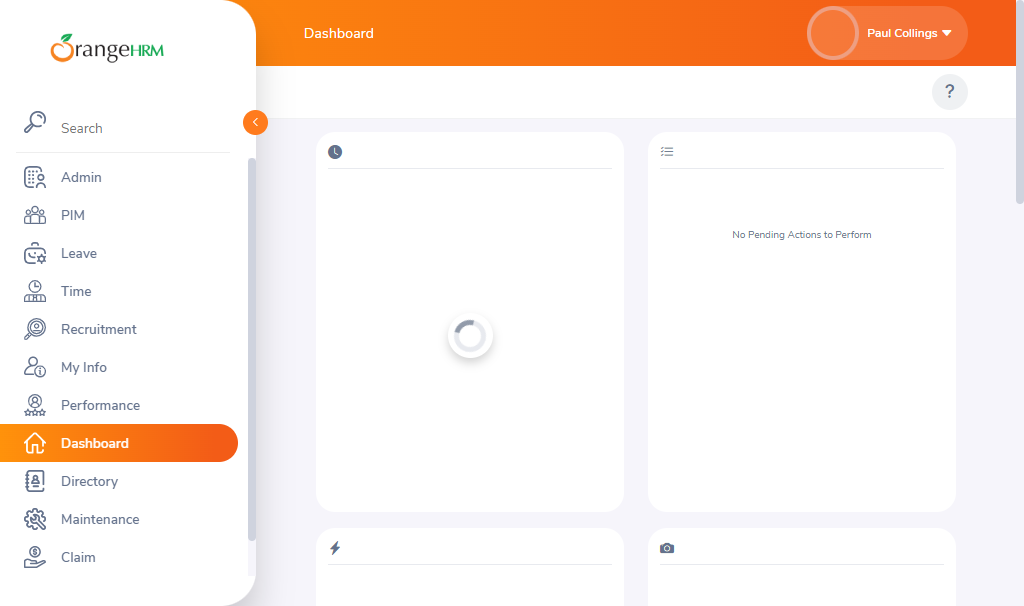 OrangeHRM
Dashboard
Paul Collings
?
Search
Admin
PIM
Leave
Time
Recruitment
My Info
Performance
Dashboard
Directory
Maintenance
Claim
No Pending Actions to Perform